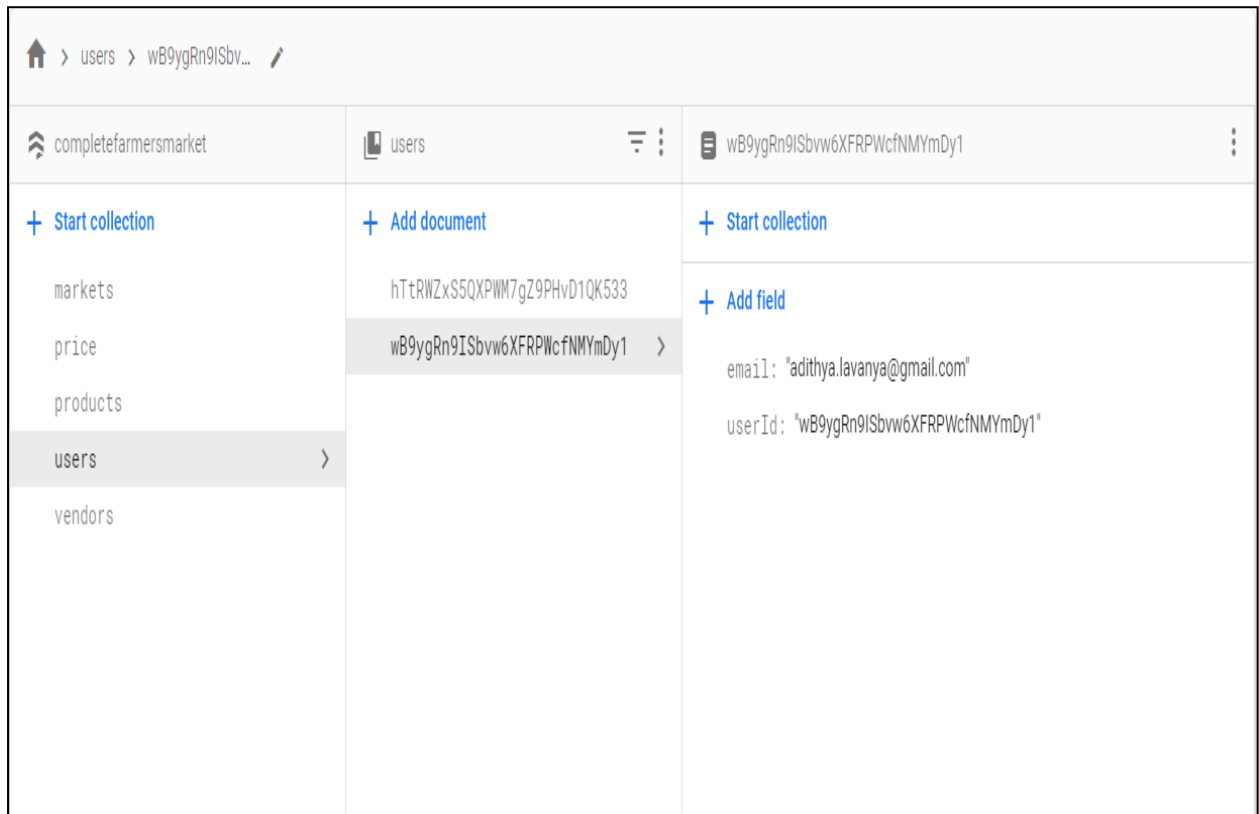 users wB9ygRn9ISbv...
completefarmersmarket
Start collection
markets
price
products
users
vendors
users
Add document
hTtRWZxS5QXPWM7gZ9PHvD1QK533
wB9ygRn9ISbvw6XFRPWcfNMYmDy1
wB9ygRn9ISbvw6XFRPWcfNMYmDy1
Start collection
Add field
email: "adithya.lavanya@gmail.com"
userId: "wB9ygRn9ISbvw6XFRPWcfNMYmDy1"